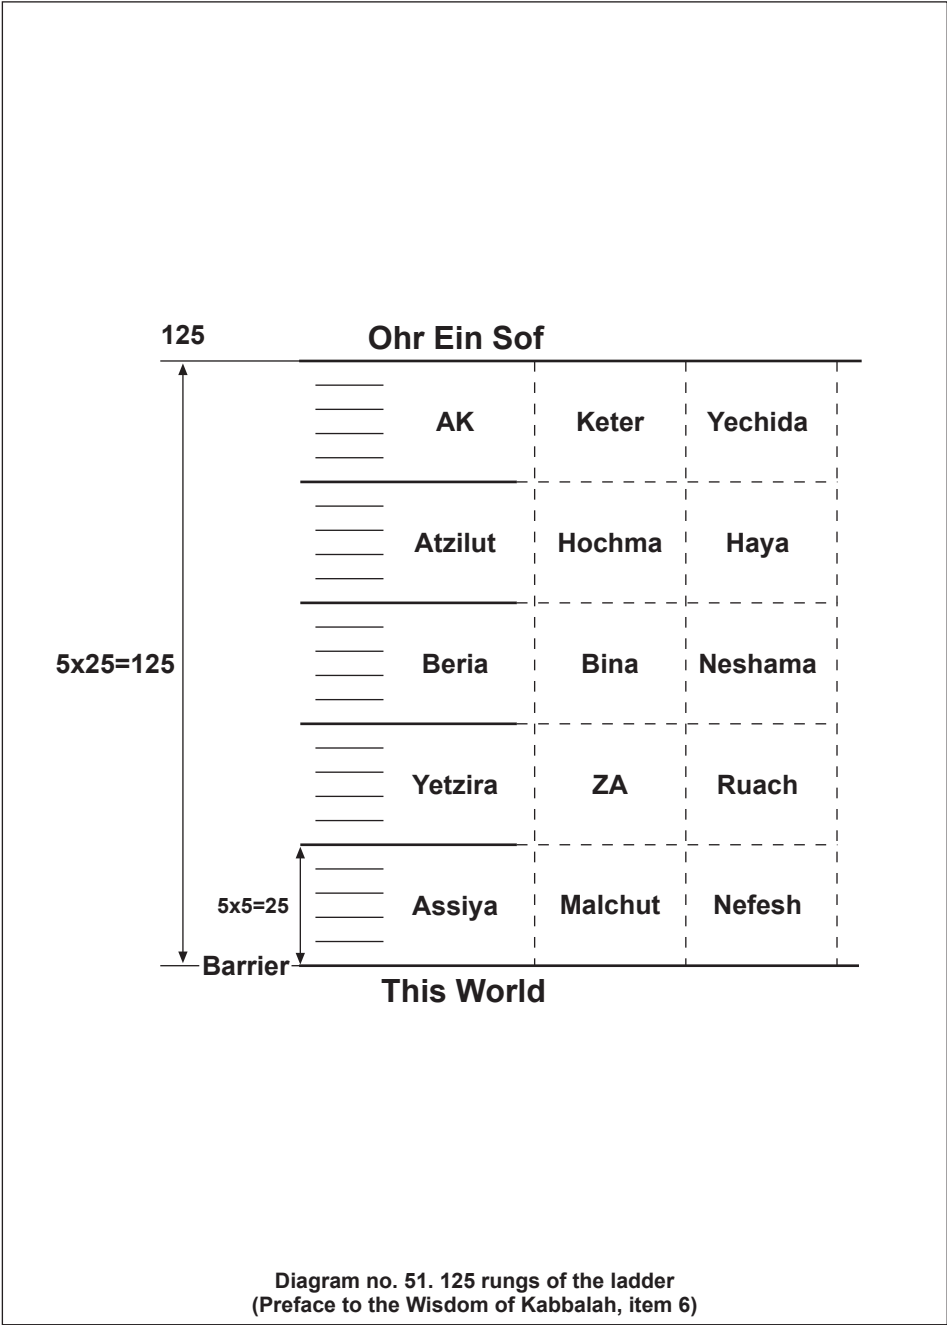 125
Ohr Ein Sof
AK Keter Yechida
Atzilut Hochma Haya
5x25=125 Beria Bina Neshama
Yetzira ZA Ruach
5x5=25 Assiya Malchut Nefesh
Barrier
This World
Diagram no. 51. 125 rungs of the ladder
(Preface to the Wisdom of Kabbalah, item 6)